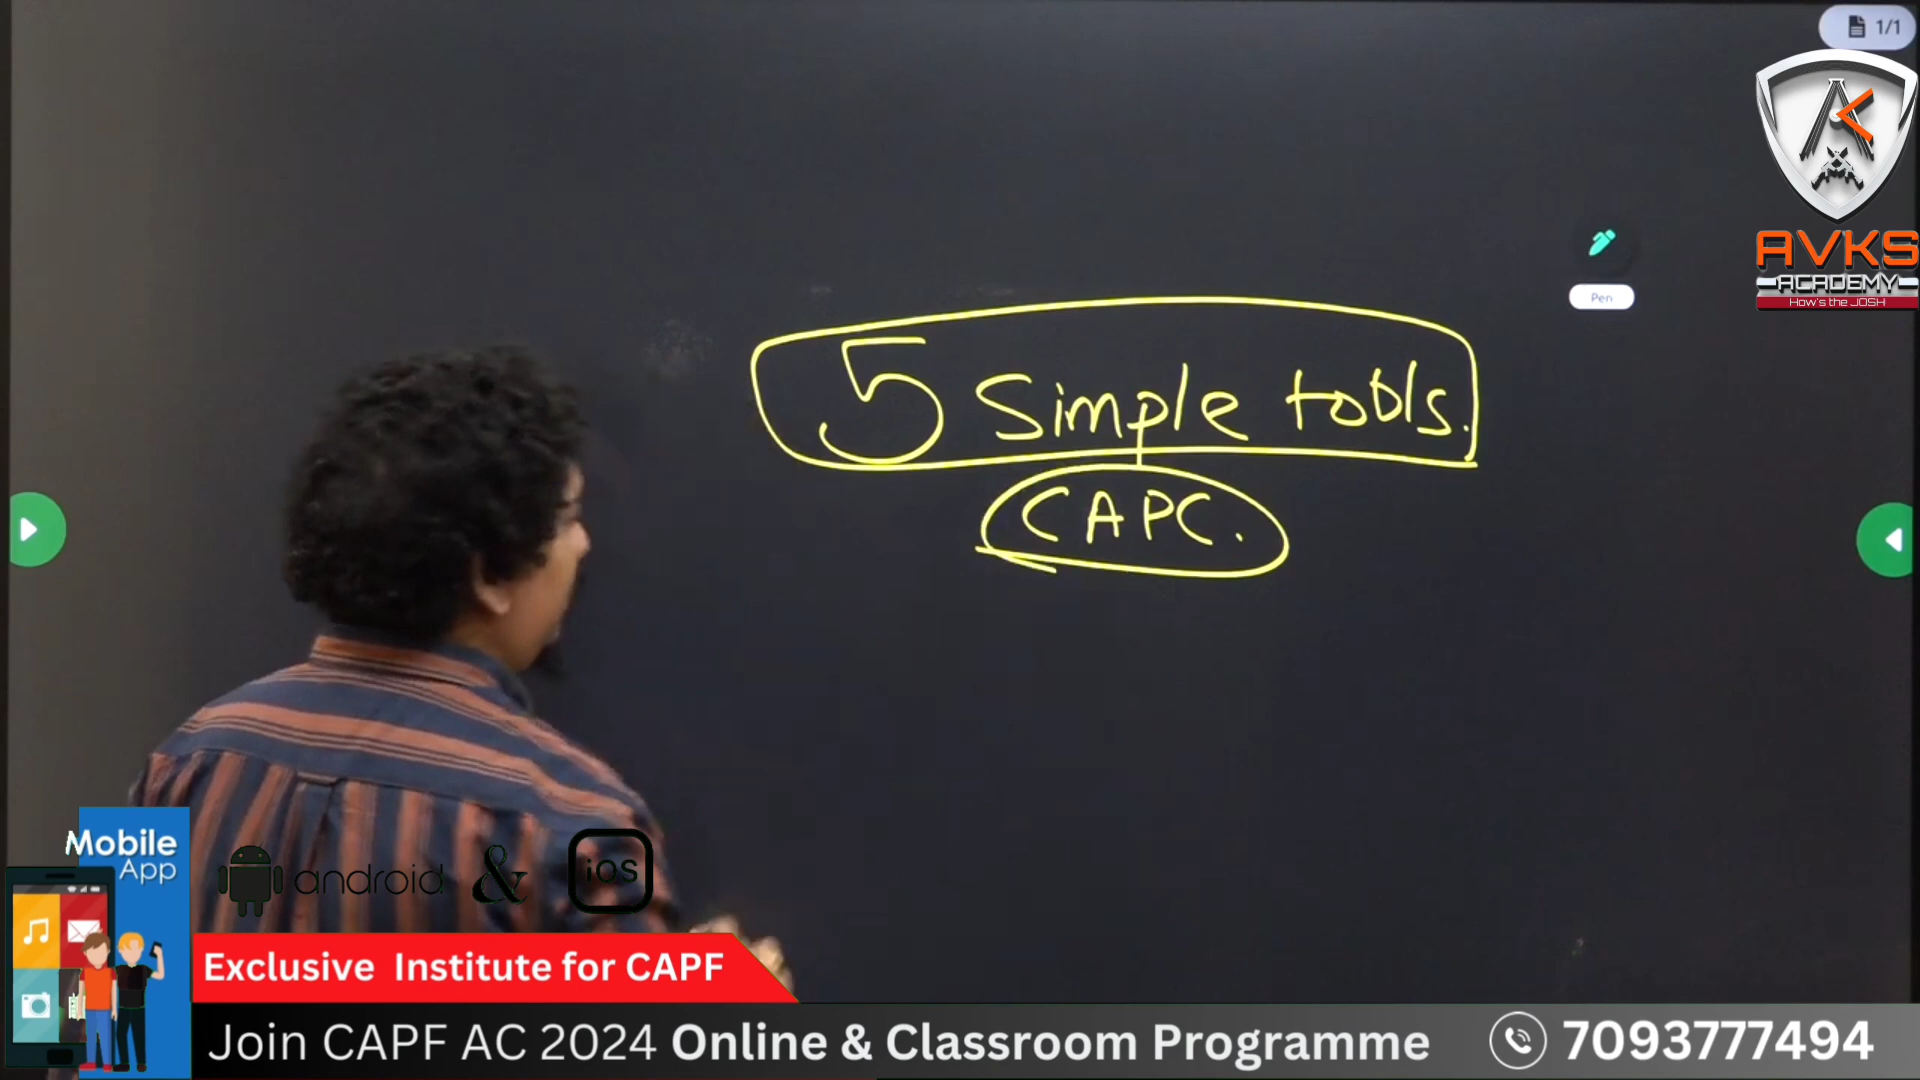 1/1
AVKS
ACADEMY
How's the JOSH
Pen
5 Simple tools.
CAPC.
Mobile
App
android & iOS
Exclusive Institute for CAPF
Join CAPF AC 2024 Online & Classroom Programme 7093777494